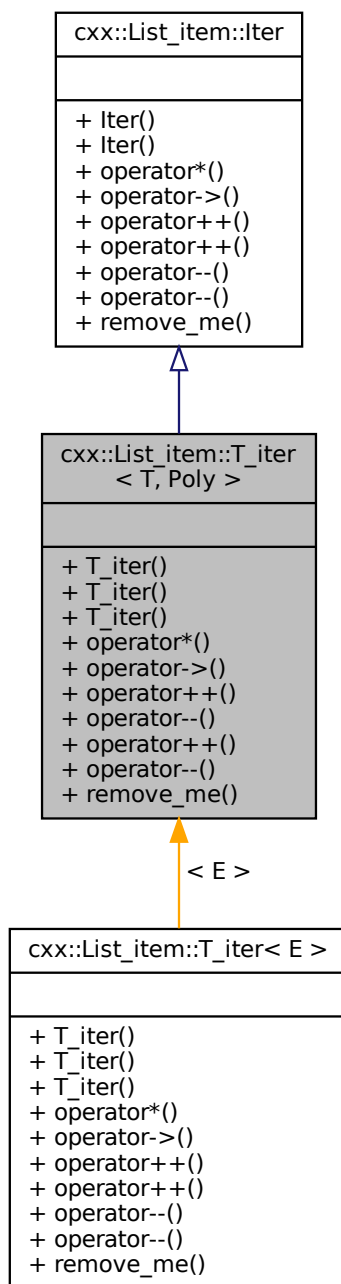 cxx::List_item::Iter
+ Iter()
+ Iter()
+ operator*()
+ operator->()
+ operator++()
+ operator++()
+ operator--()
+ operator--()
+ remove_me()
cxx::List_item::T_iter
< T, Poly >
+ T_iter()
+ T_iter()
+ T_iter()
+ operator*()
+ operator->()
+ operator++()
+ operator--()
+ operator++()
+ operator--()
+ remove_me()
< E >
cxx::List_item::T_iter< E >
+ T_iter()
+ T_iter()
+ T_iter()
+ operator*()
+ operator->()
+ operator++()
+ operator++()
+ operator--()
+ operator--()
+ remove_me()